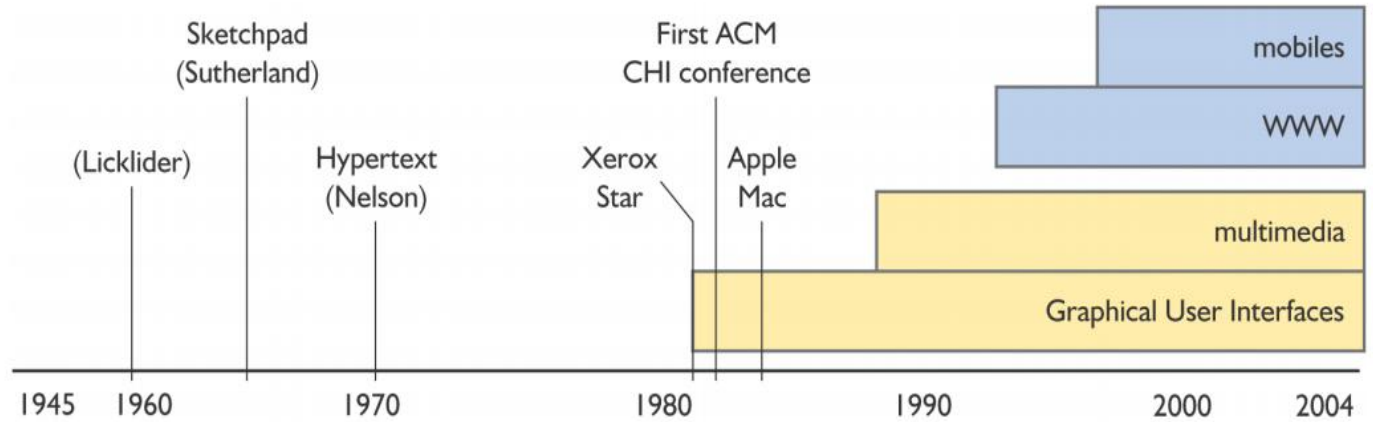 Sketchpad
(Sutherland)
First ACM
CHI conference
mobiles
WWW
(Licklider)
Hypertext
(Nelson)
Xerox
Star
Apple
Mac
multimedia
Graphical User Interfaces
1945 1960 1970 1980 1990 2000 2004